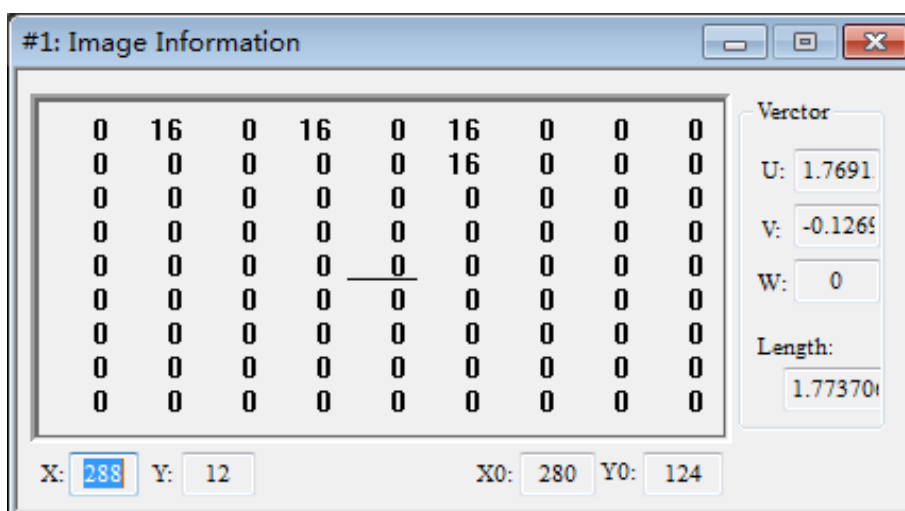 #1: Image Information
0 16 0 16 0 16 0 0 0
0 0 0 0 0 16 0 0 0
0 0 0 0 0 0 0 0 0
0 0 0 0 0 0 0 0 0
0 0 0 0 0 0 0 0 0
0 0 0 0 0 0 0 0 0
0 0 0 0 0 0 0 0 0
0 0 0 0 0 0 0 0 0
0 0 0 0 0 0 0 0 0
Verctor
U: 1.7691
V: -0.1269
W: 0
Length:
1.77370
X: 288 Y: 12 X0: 280 Y0: 124